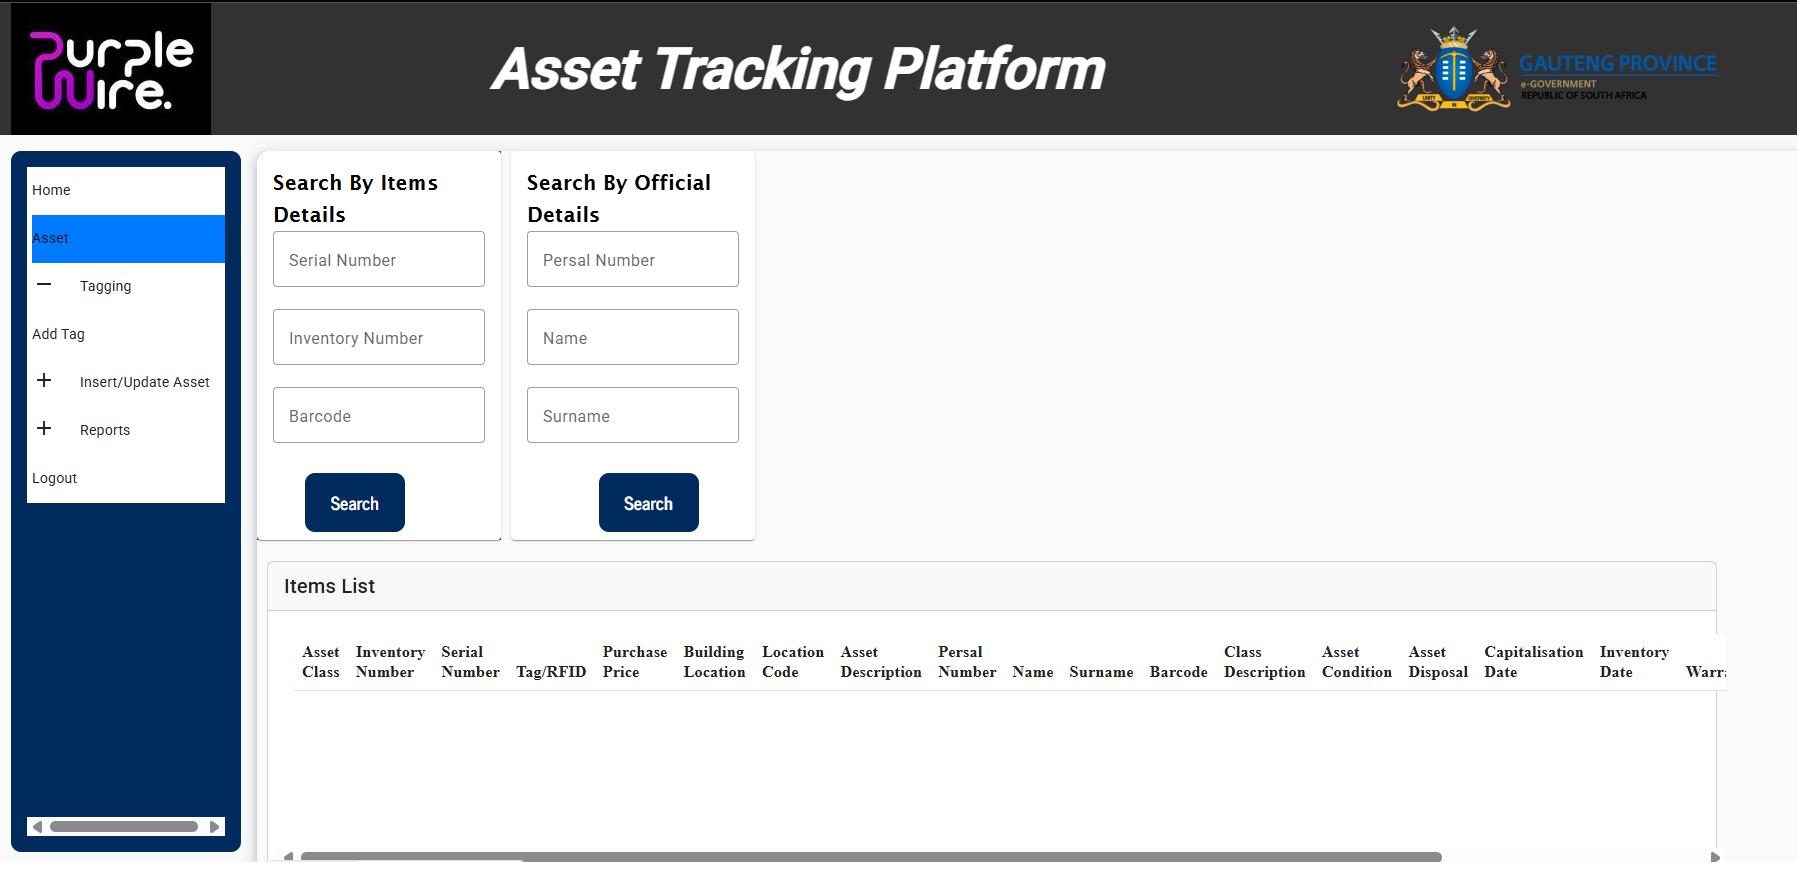 Purple
Wire.
Asset Tracking Platform
GAUTENG PROVINCE
e-GOVERNMENT
REPUBLIC OF SOUTH AFRICA
UNITY IN DIVERSITY
Home
Asset
Tagging
Add Tag
Insert/Update Asset
Reports
Logout
Search By Items
Details
Serial Number
Inventory Number
Barcode
Search
Search By Official
Details
Persal Number
Name
Surname
Search
Items List
Asset Class
Inventory Number
Serial Number
Tag/RFID
Purchase Price
Building Location
Location Code
Asset Description
Persal Number
Name
Surname
Barcode
Class Description
Asset Condition
Asset Disposal
Capitalisation Date
Inventory Date